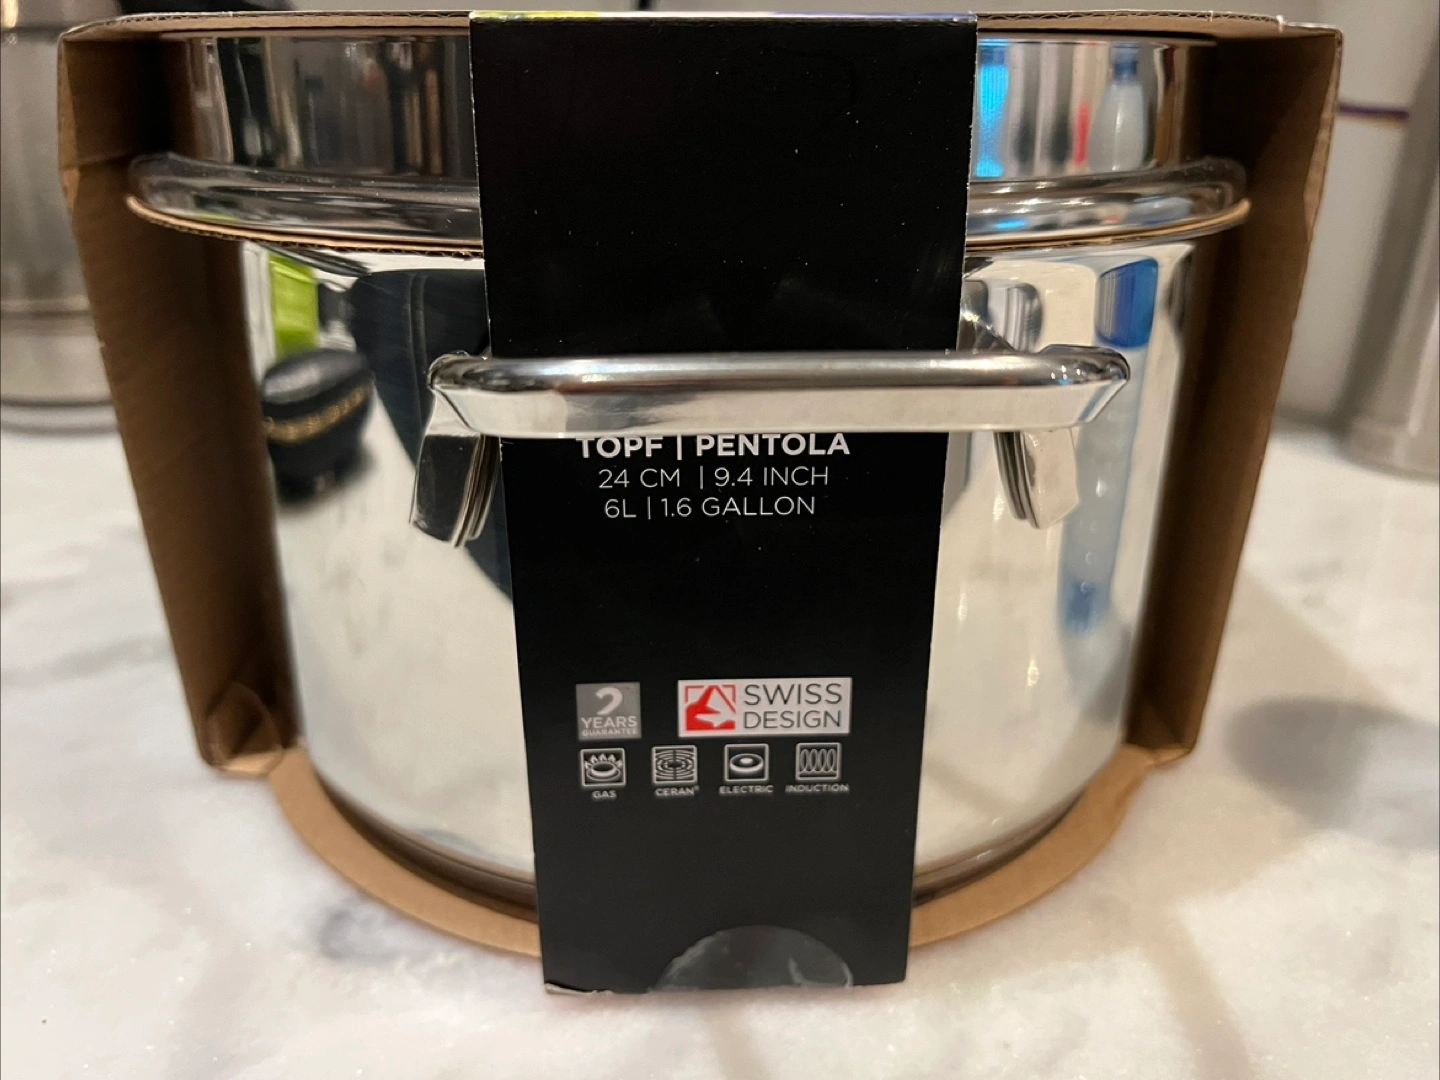 TOPF | PENTOLA
24 CM | 9.4 INCH
6L | 1.6 GALLON
2
YEARS
GUARANTEE
SWISS
DESIGN
GAS CERAN® ELECTRIC INDUCTION